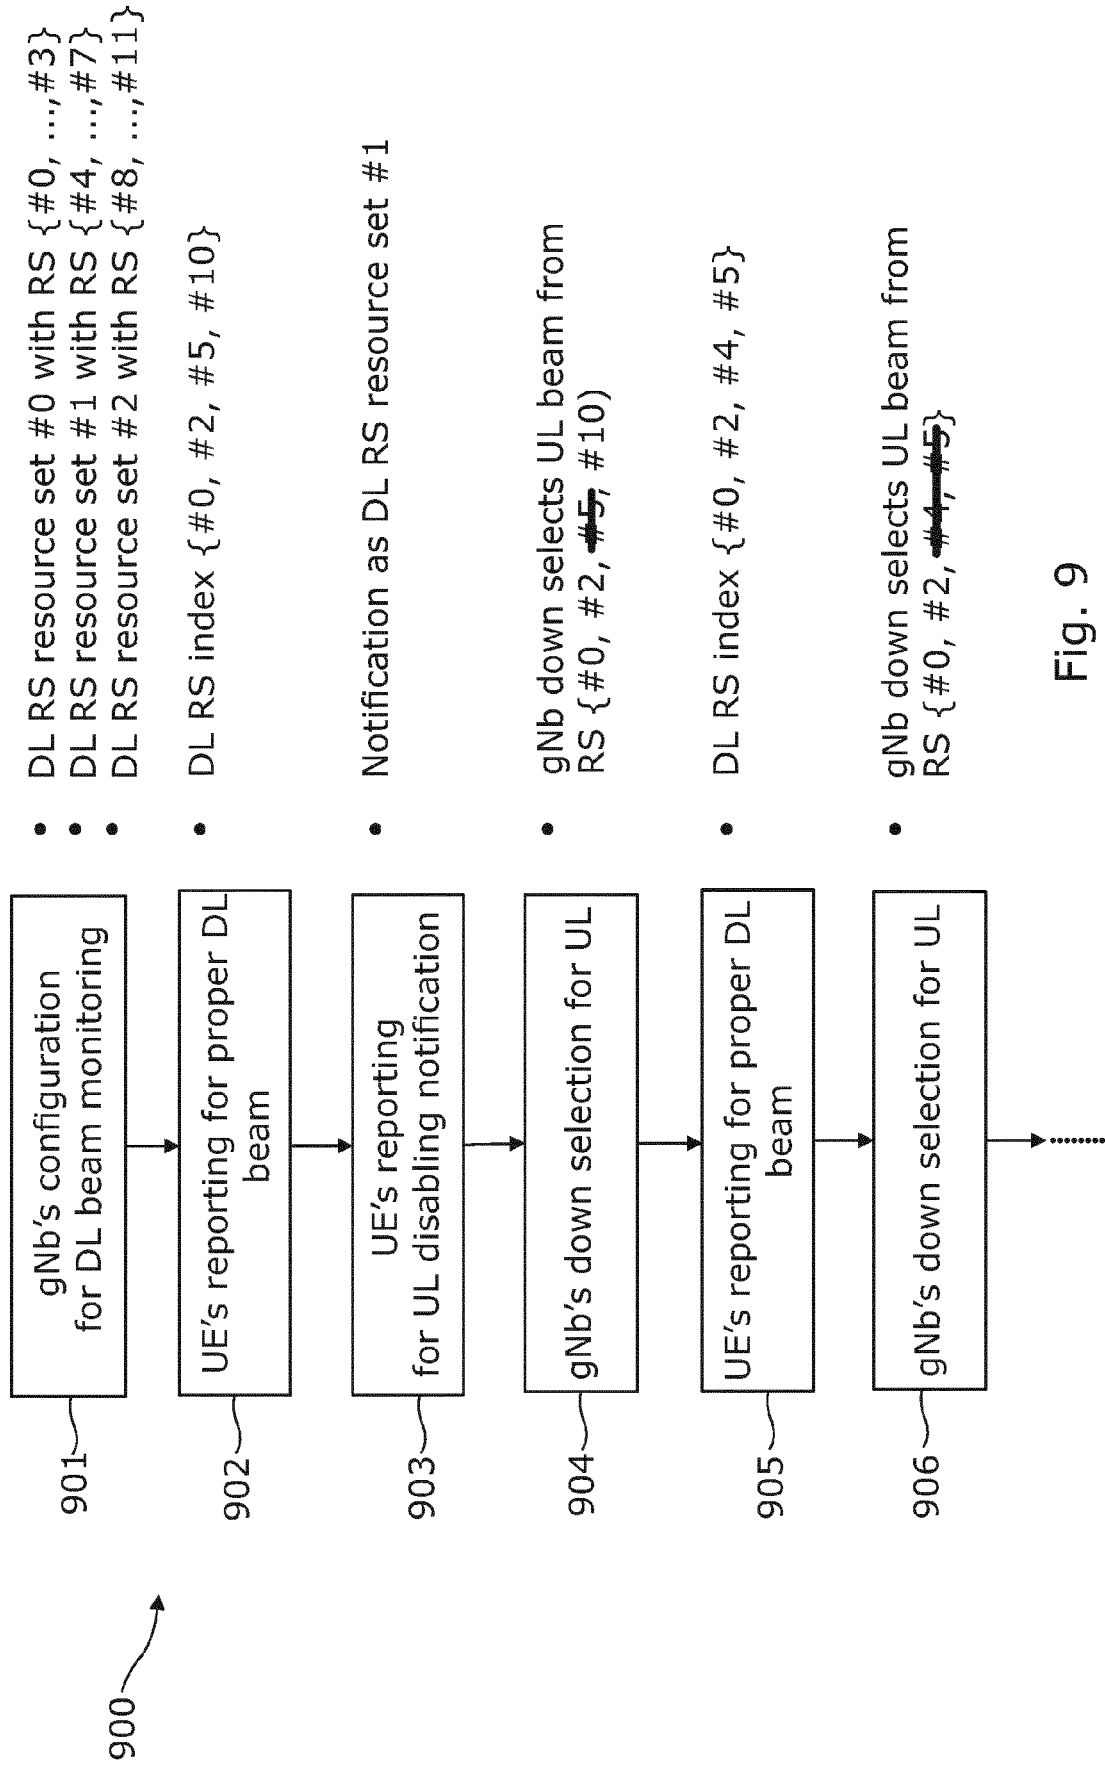 900
901
gNb's configuration
for DL beam monitoring
• DL RS resource set #0 with RS {#0, ...,#3}
• DL RS resource set #1 with RS {#4, ...,#7}
• DL RS resource set #2 with RS {#8, ...,#11}
902
UE's reporting for proper DL
beam
• DL RS index {#0, #2, #5, #10}
903
UE's reporting
for UL disabling notification
• Notification as DL RS resource set #1
904
gNb's down selection for UL
• gNb down selects UL beam from
RS {#0, #2, #5, #10)
905
UE's reporting for proper DL
beam
• DL RS index {#0, #2, #4, #5}
906
gNb's down selection for UL
• gNb down selects UL beam from
RS {#0, #2, #4, #5}
Fig. 9